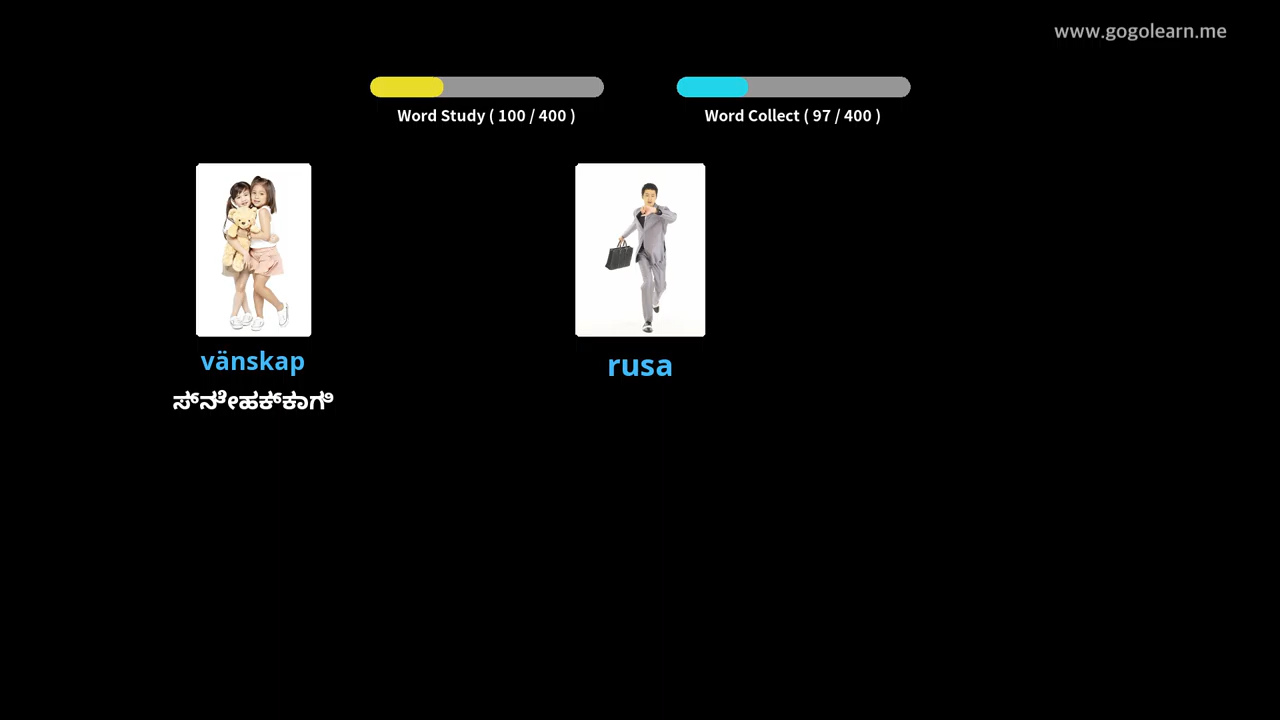 www.gogolearn.me
Word Study ( 100 / 400 )
Word Collect ( 97 / 400 )
vänskap
ಸ್ನೇಹಕ್ಕಾಗಿ
rusa